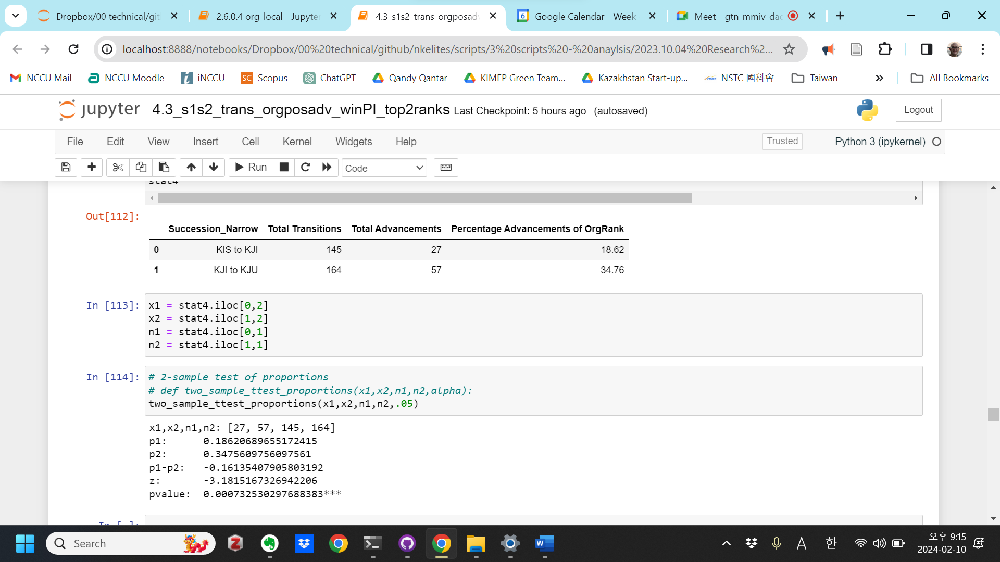 Dropbox/00 technical/git
2.6.0.4 org_local - Jupyte
4.3_s1s2_trans_orgposadv
Google Calendar - Week
Meet - gtn-mmiv-dac
localhost:8888/notebooks/Dropbox/00%20technical/github/nkelites/scripts/3%20scripts%20-%20anaylsis/2023.10.04%20Research%2...
NCCU Mail
NCCU Moodle
iNCCU
Scopus
ChatGPT
Qandy Qantar
KIMEP Green Team...
Kazakhstan Start-up...
NSTC 國科會
Taiwan
»
All Bookmarks
jupyter 4.3_s1s2_trans_orgposadv_winPI_top2ranks Last Checkpoint: 5 hours ago (autosaved)
Logout
File Edit View Insert Cell Kernel Widgets Help
Trusted
Python 3 (ipykernel)
Run
Code
stat4
Out[112]:
Succession_Narrow Total Transitions Total Advancements Percentage Advancements of OrgRank
0 KIS to KJI 145 27 18.62
1 KJI to KJU 164 57 34.76
In [113]:
x1 = stat4.iloc[0,2]
x2 = stat4.iloc[1,2]
n1 = stat4.iloc[0,1]
n2 = stat4.iloc[1,1]
In [114]:
# 2-sample test of proportions
# def two_sample_ttest_proportions(x1,x2,n1,n2,alpha):
two_sample_ttest_proportions(x1,x2,n1,n2,.05)
x1,x2,n1,n2: [27, 57, 145, 164]
p1: 0.18620689655172415
p2: 0.3475609756097561
p1-p2: -0.16135407905803192
z: -3.1815167326942206
pvalue: 0.000732530297688383***
In [ ]:
Search
A
한
오후 9:15
2024-02-10